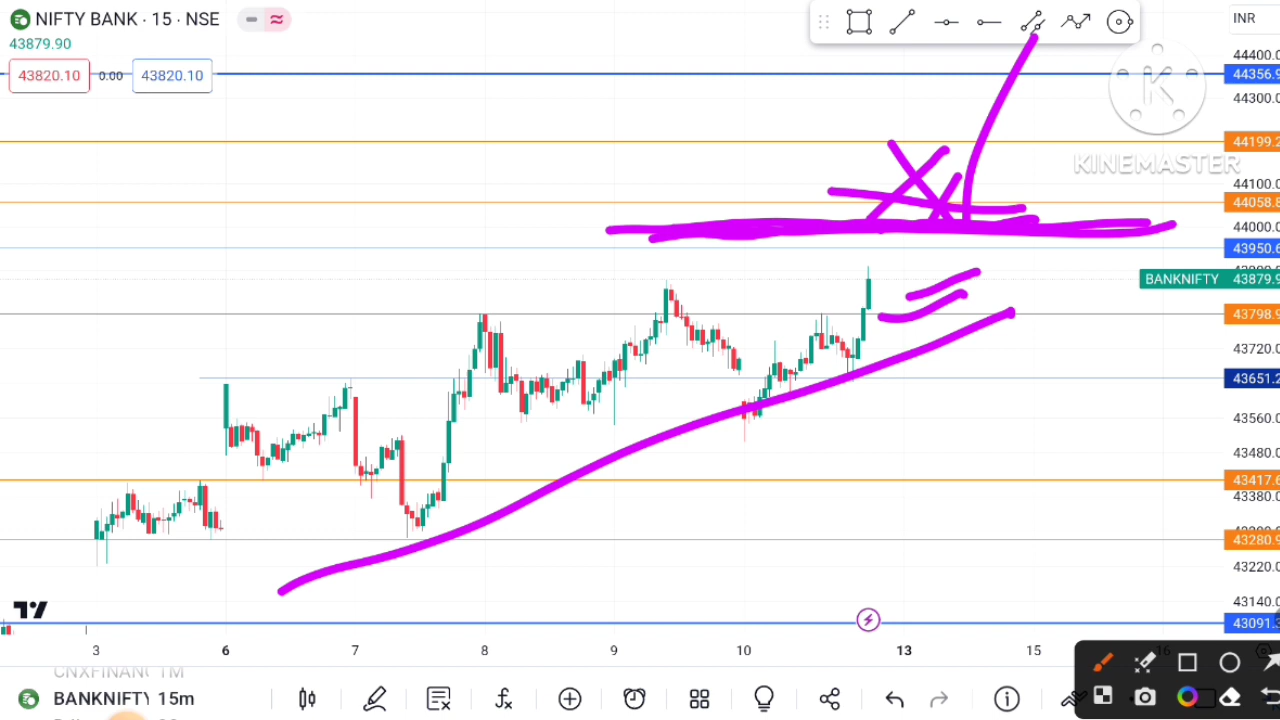 NIFTY BANK · 15 · NSE
INR
43879.90
43820.10 0.00 43820.10
44400.0
44356.9
44300.0
K
KINEMASTER
44199.2
44100.0
44058.8
44000.0
43950.6
BANKNIFTY 43879.9
43798.9
43720.0
43651.2
43560.0
43480.0
43417.6
43380.0
43280.9
43220.0
43140.0
43091.3
3 6 7 8 9 10 13 15 16
CNXFINAN 1M
BANKNIFTY 15m